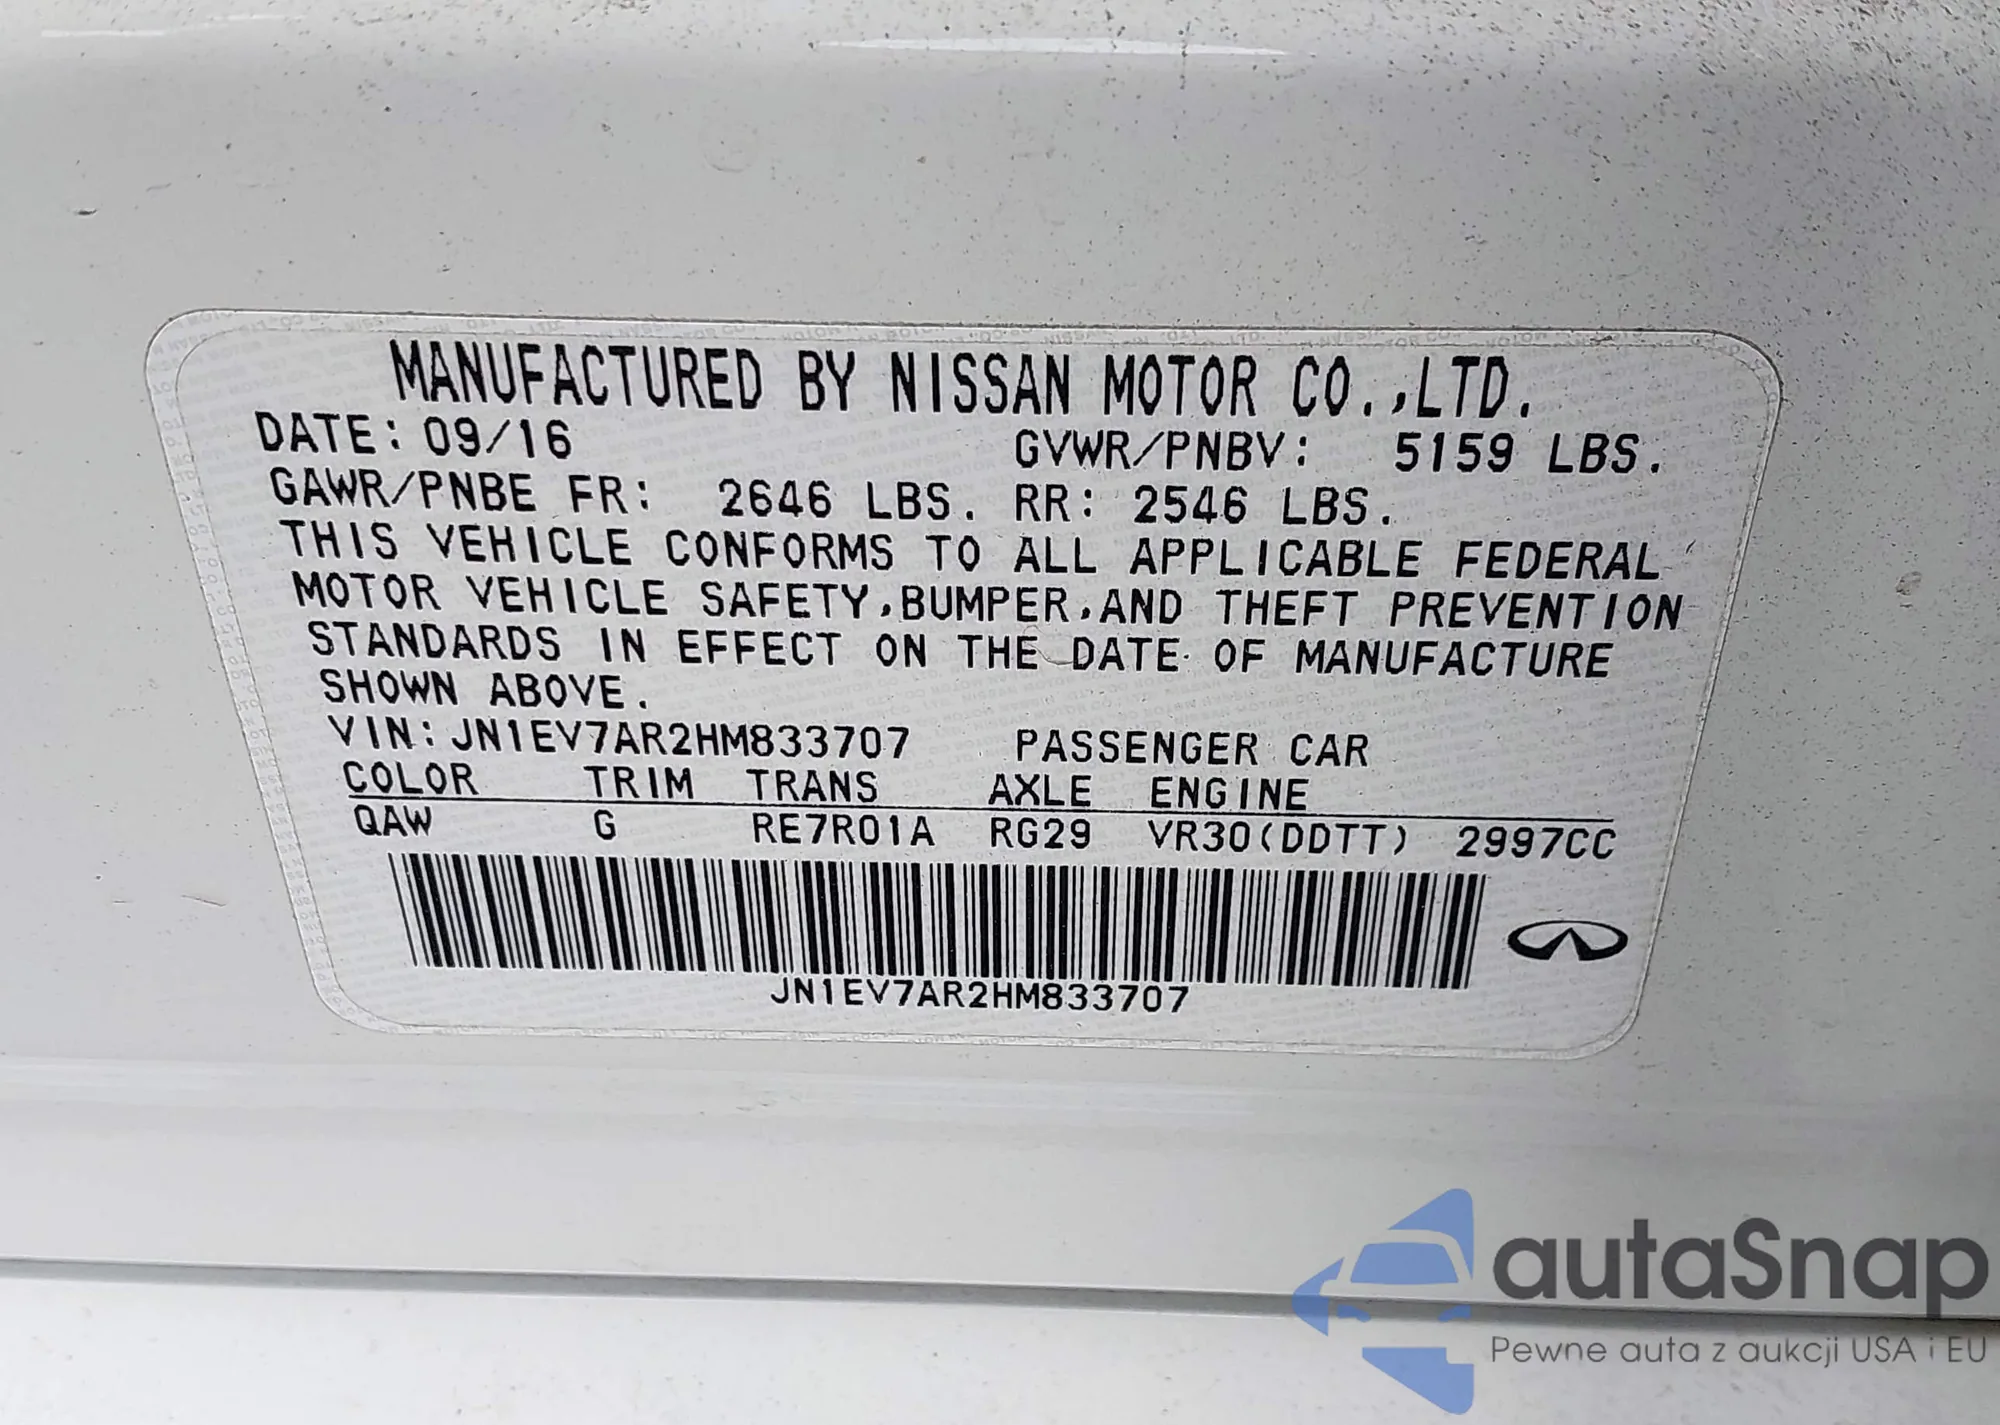 MANUFACTURED BY NISSAN MOTOR CO.,LTD.
DATE: 09/16 GVWR/PNBV: 5159 LBS.
GAWR/PNBE FR: 2646 LBS. RR: 2546 LBS.
THIS VEHICLE CONFORMS TO ALL APPLICABLE FEDERAL
MOTOR VEHICLE SAFETY,BUMPER,AND THEFT PREVENTION
STANDARDS IN EFFECT ON THE DATE OF MANUFACTURE
SHOWN ABOVE.
VIN: JN1EV7AR2HM833707 PASSENGER CAR
COLOR TRIM TRANS AXLE ENGINE
QAW G RE7R01A RG29 VR30(DDTT) 2997CC
JN1EV7AR2HM833707
autaSnap
Pewne auta z aukcji USA i EU